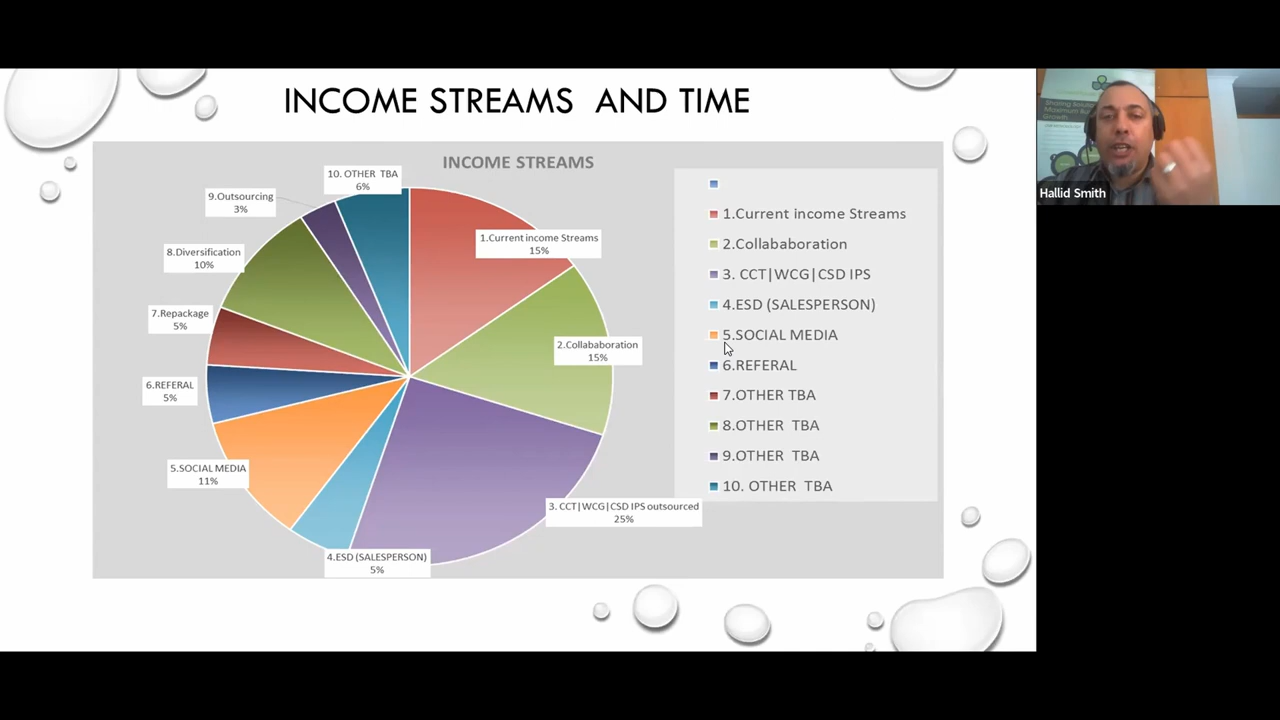 INCOME STREAMS AND TIME
INCOME STREAMS
10. OTHER TBA
6%
9.Outsourcing
3%
8.Diversification
10%
7.Repackage
5%
6.REFERAL
5%
5.SOCIAL MEDIA
11%
4.ESD (SALESPERSON)
5%
1.Current income Streams
15%
2.Collababoration
15%
3. CCT|WCG|CSD IPS outsourced
25%
1.Current income Streams
2.Collababoration
3. CCT|WCG|CSD IPS
4.ESD (SALESPERSON)
5.SOCIAL MEDIA
6.REFERAL
7.OTHER TBA
8.OTHER TBA
9.OTHER TBA
10. OTHER TBA
Hallid Smith